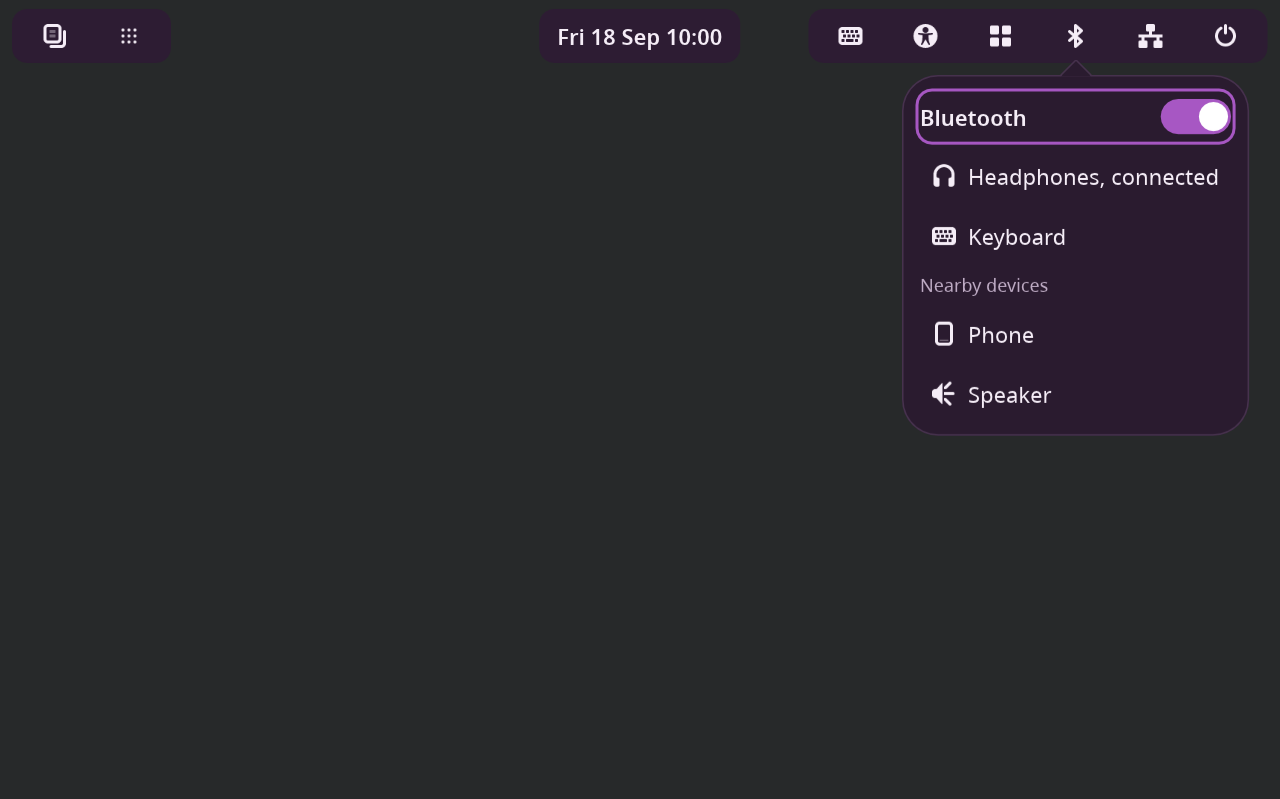 Fri 18 Sep 10:00
Bluetooth
Headphones, connected
Keyboard
Nearby devices
Phone
Speaker